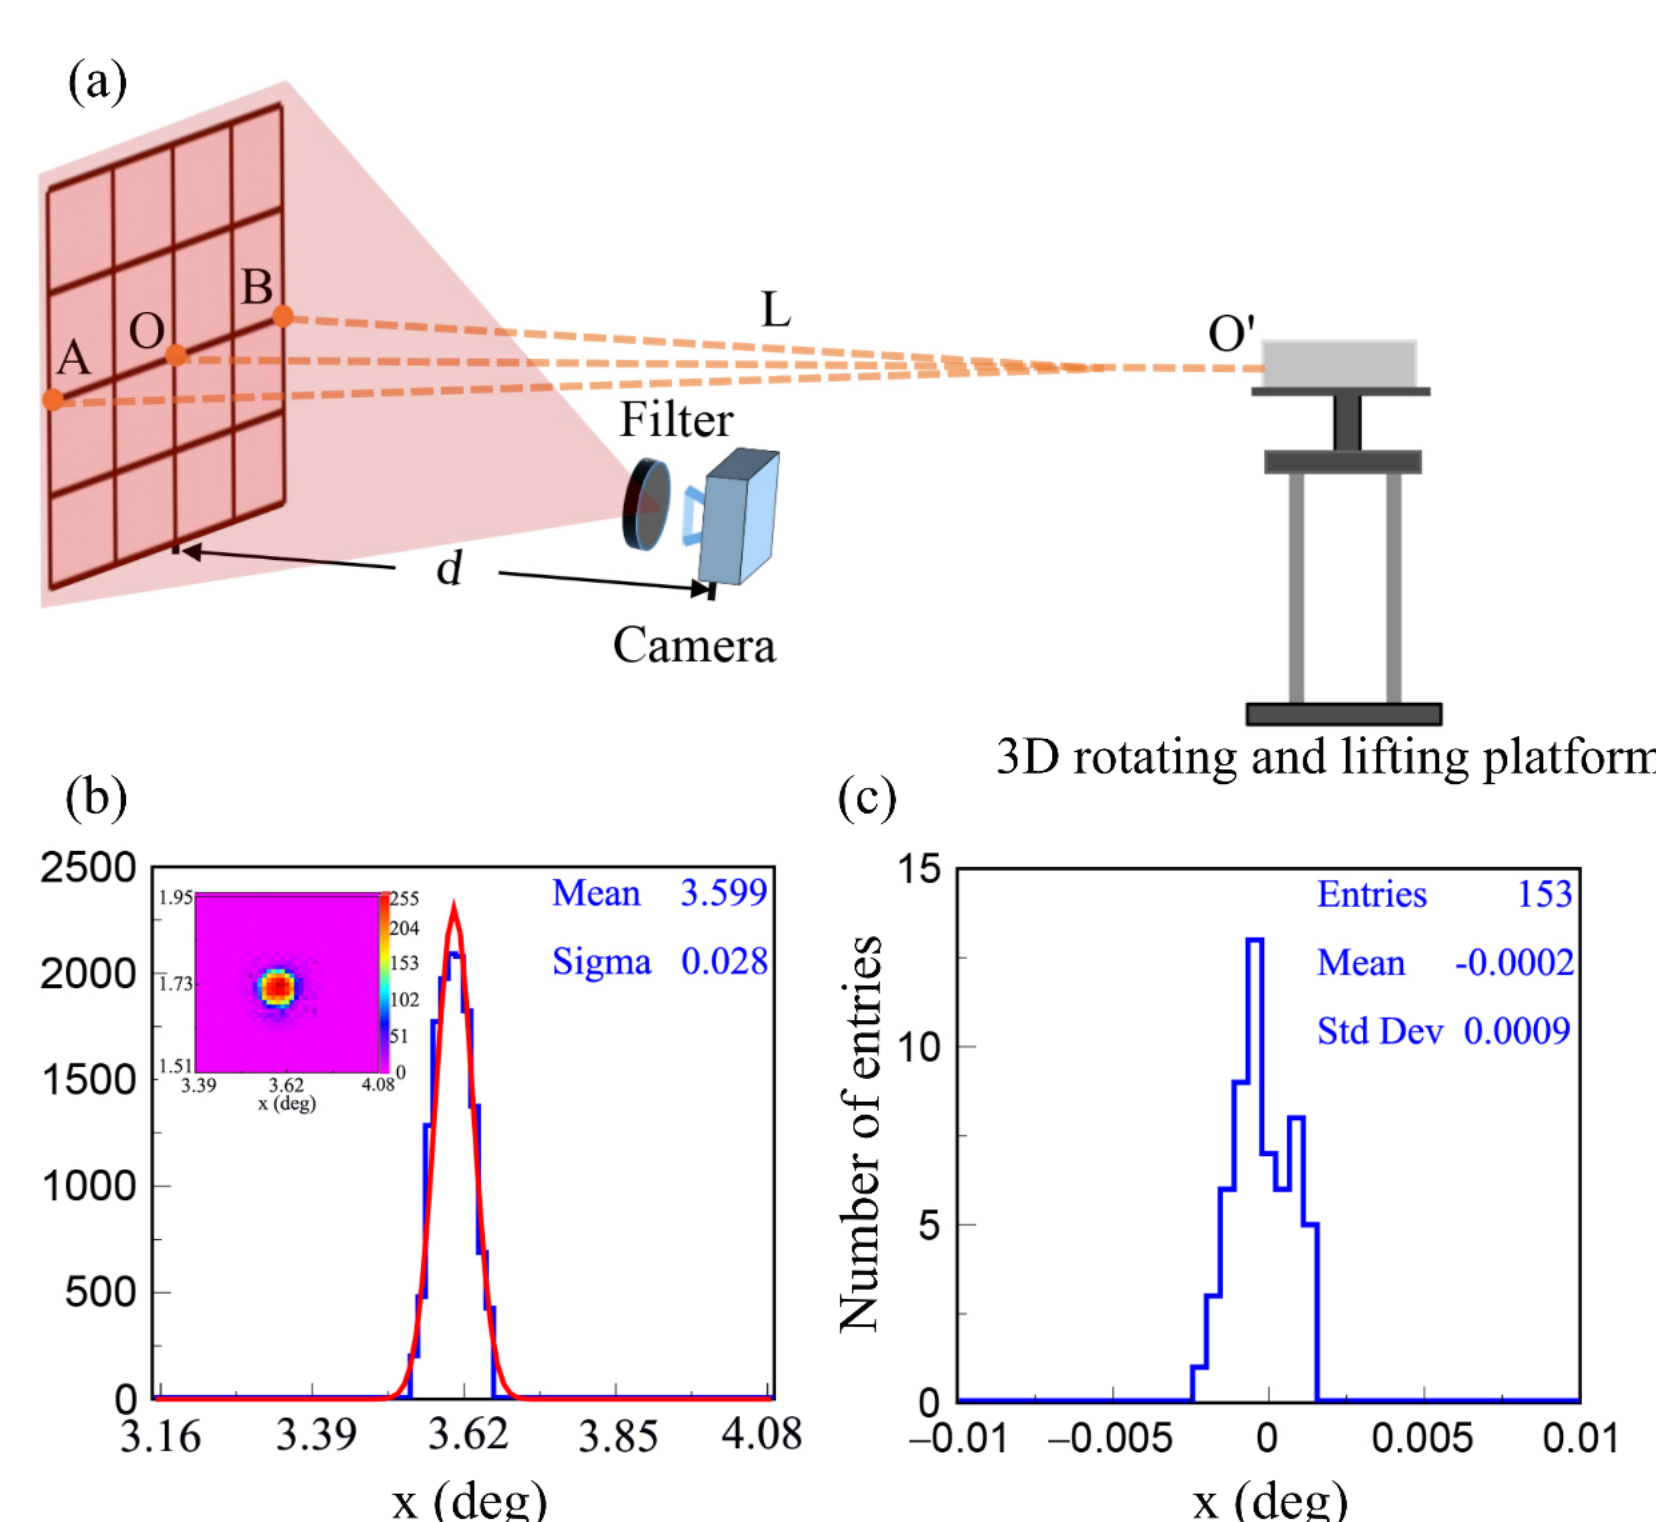 (a)
B
O
A
L
O'
Filter
d
Camera
3D rotating and lifting platform
(b)
2500
2000
1500
1000
500
0
3.16 3.39 3.62 3.85 4.08
x (deg)
Mean 3.599
Sigma 0.028
1.95
1.73
1.51
3.39 3.62 4.08
x (deg)
255
204
153
102
51
0
(c)
Number of entries
15
10
5
0
−0.01 −0.005 0 0.005 0.01
x (deg)
Entries 153
Mean -0.0002
Std Dev 0.0009